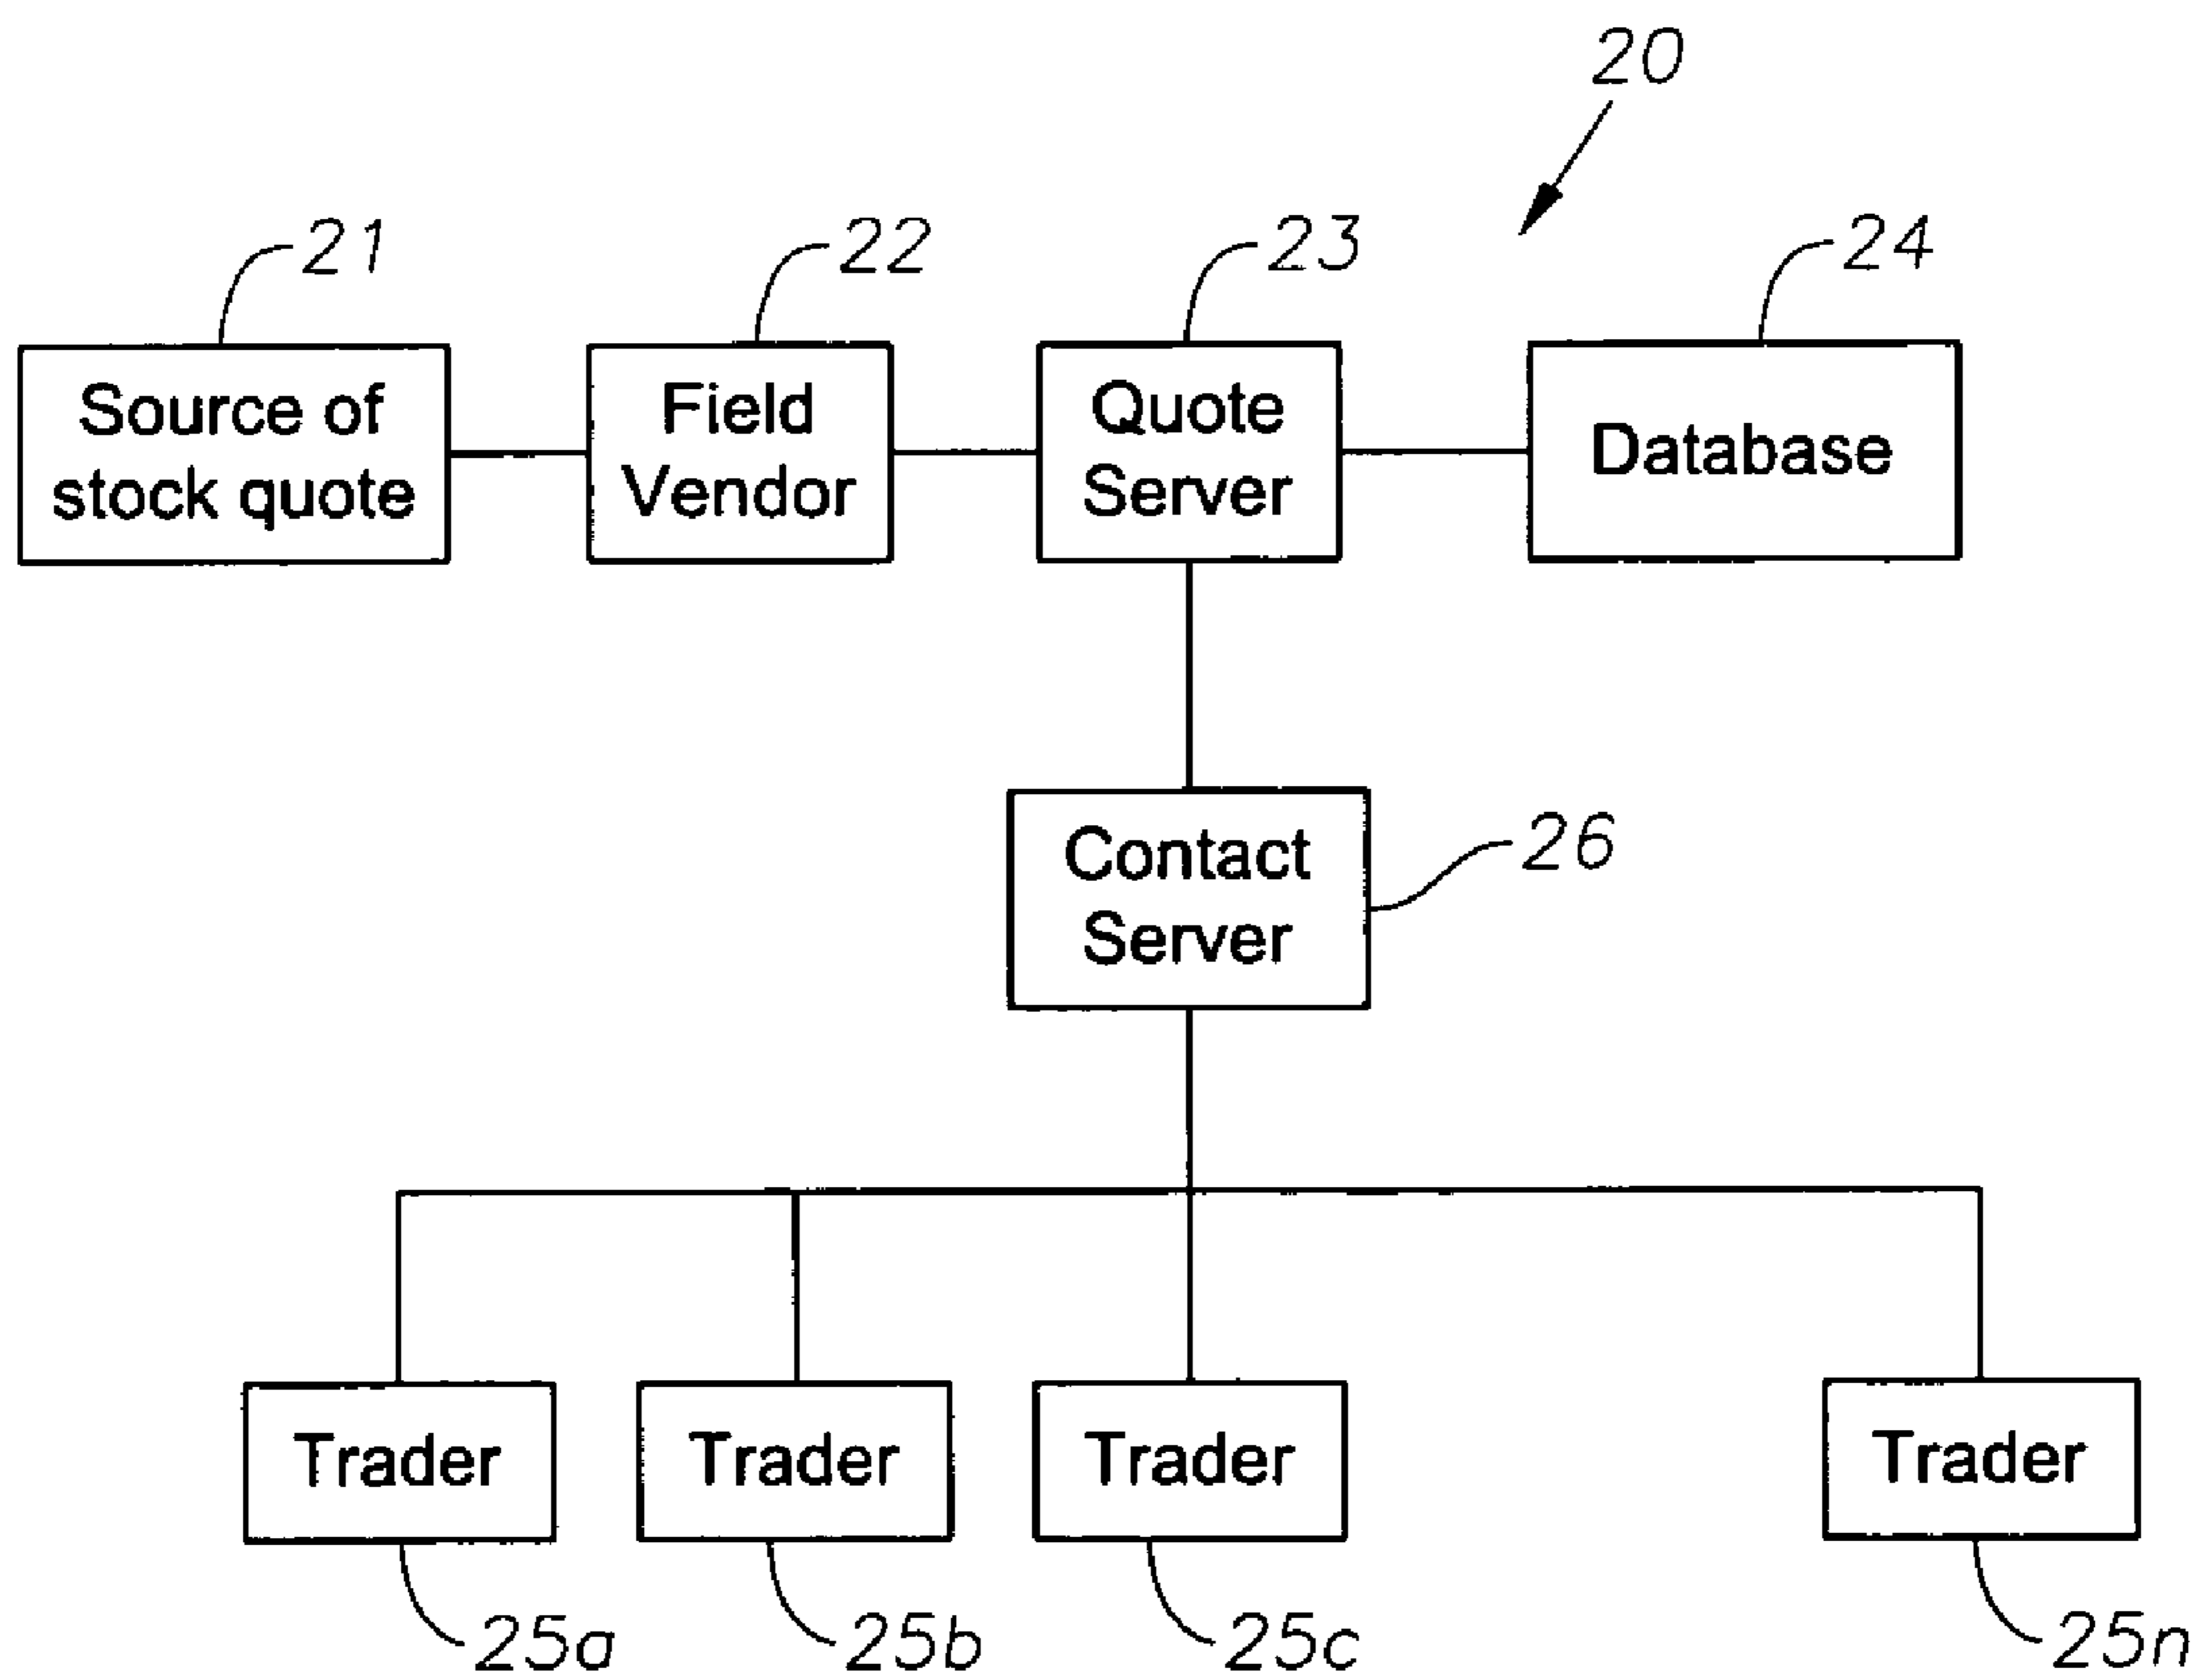 20
21
22
23
24
Source of
stock quote
Field
Vendor
Quote
Server
Database
Contact
Server
26
Trader
Trader
Trader
Trader
25a
25b
25c
25n